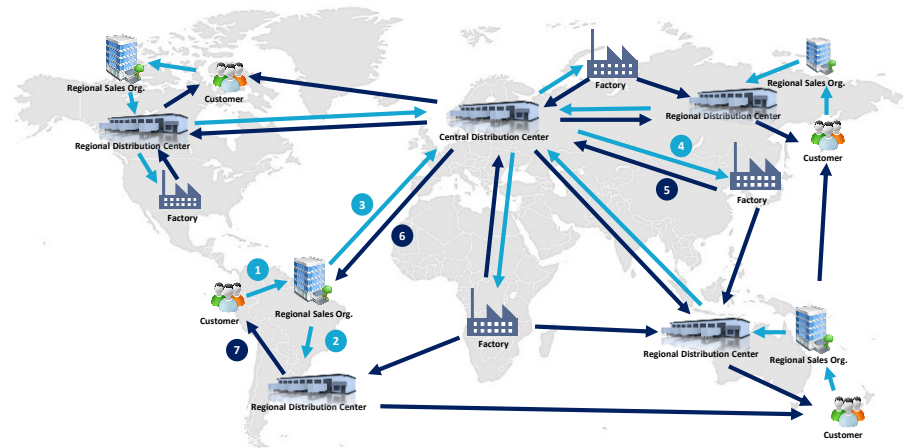 Regional Sales Org.
Customer
Regional Distribution Center
Factory
Central Distribution Center
Factory
Regional Distribution Center
Regional Sales Org.
Customer
4
5
Factory
3
6
1
Customer
Regional Sales Org.
2
7
Regional Distribution Center
Factory
Regional Distribution Center
Regional Sales Org.
Customer